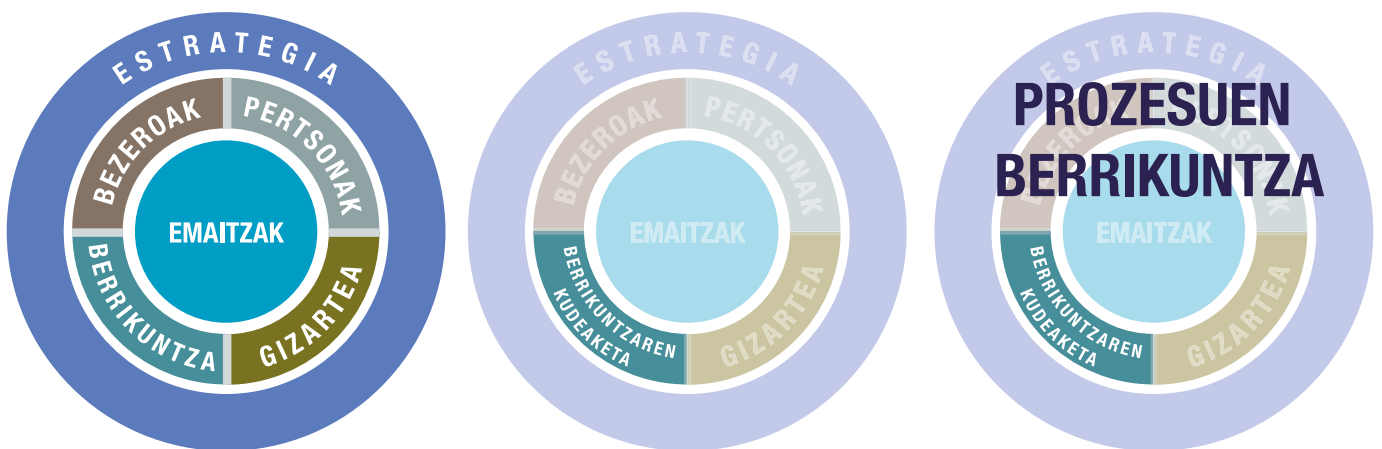 ESTRATEGIA
BEZEROAK
PERTSONAK
EMAITZAK
BERRIKUNTZA
GIZARTEA
ESTRATEGIA
BEZEROAK
PERTSONAK
EMAITZAK
BERRIKUNTZAREN
KUDEAKETA
GIZARTEA
ESTRATEGIA
PROZESUEN
BERRIKUNTZA
EMAITZAK
BERRIKUNTZAREN
KUDEAKETA
GIZARTEA